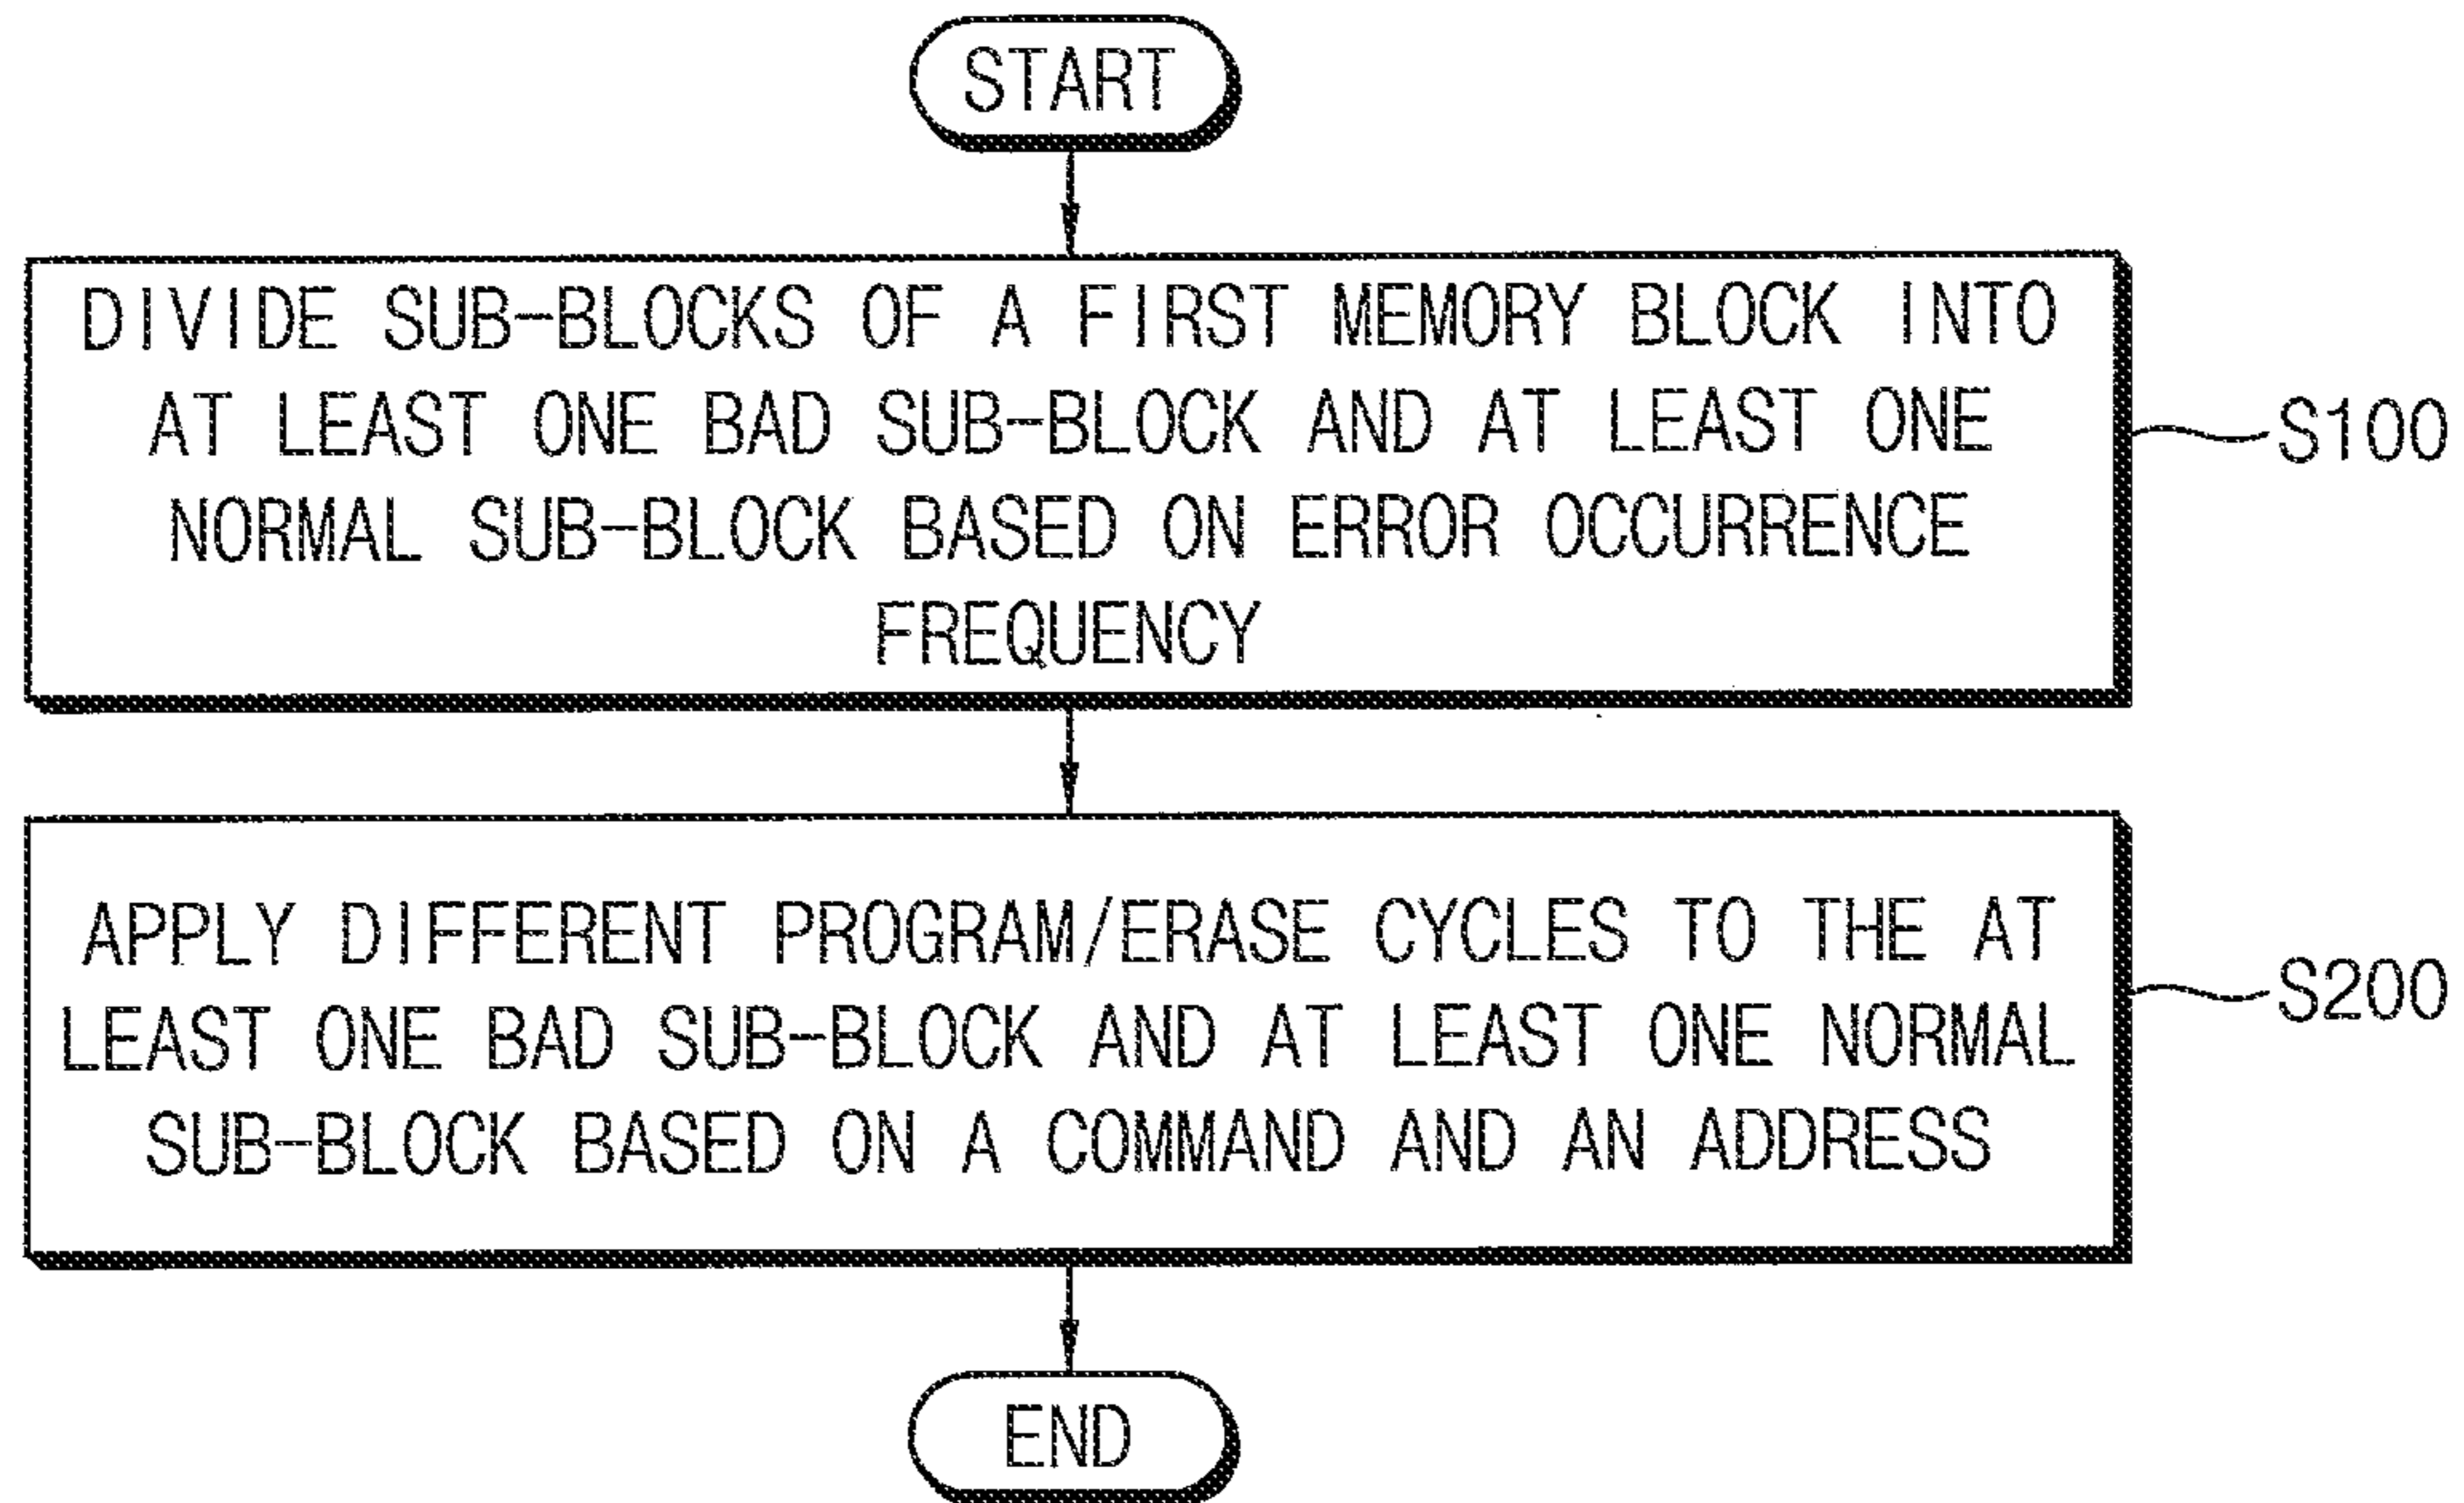 START
DIVIDE SUB-BLOCKS OF A FIRST MEMORY BLOCK INTO
AT LEAST ONE BAD SUB-BLOCK AND AT LEAST ONE
NORMAL SUB-BLOCK BASED ON ERROR OCCURRENCE
FREQUENCY
S100
APPLY DIFFERENT PROGRAM/ERASE CYCLES TO THE AT
LEAST ONE BAD SUB-BLOCK AND AT LEAST ONE NORMAL
SUB-BLOCK BASED ON A COMMAND AND AN ADDRESS
S200
END